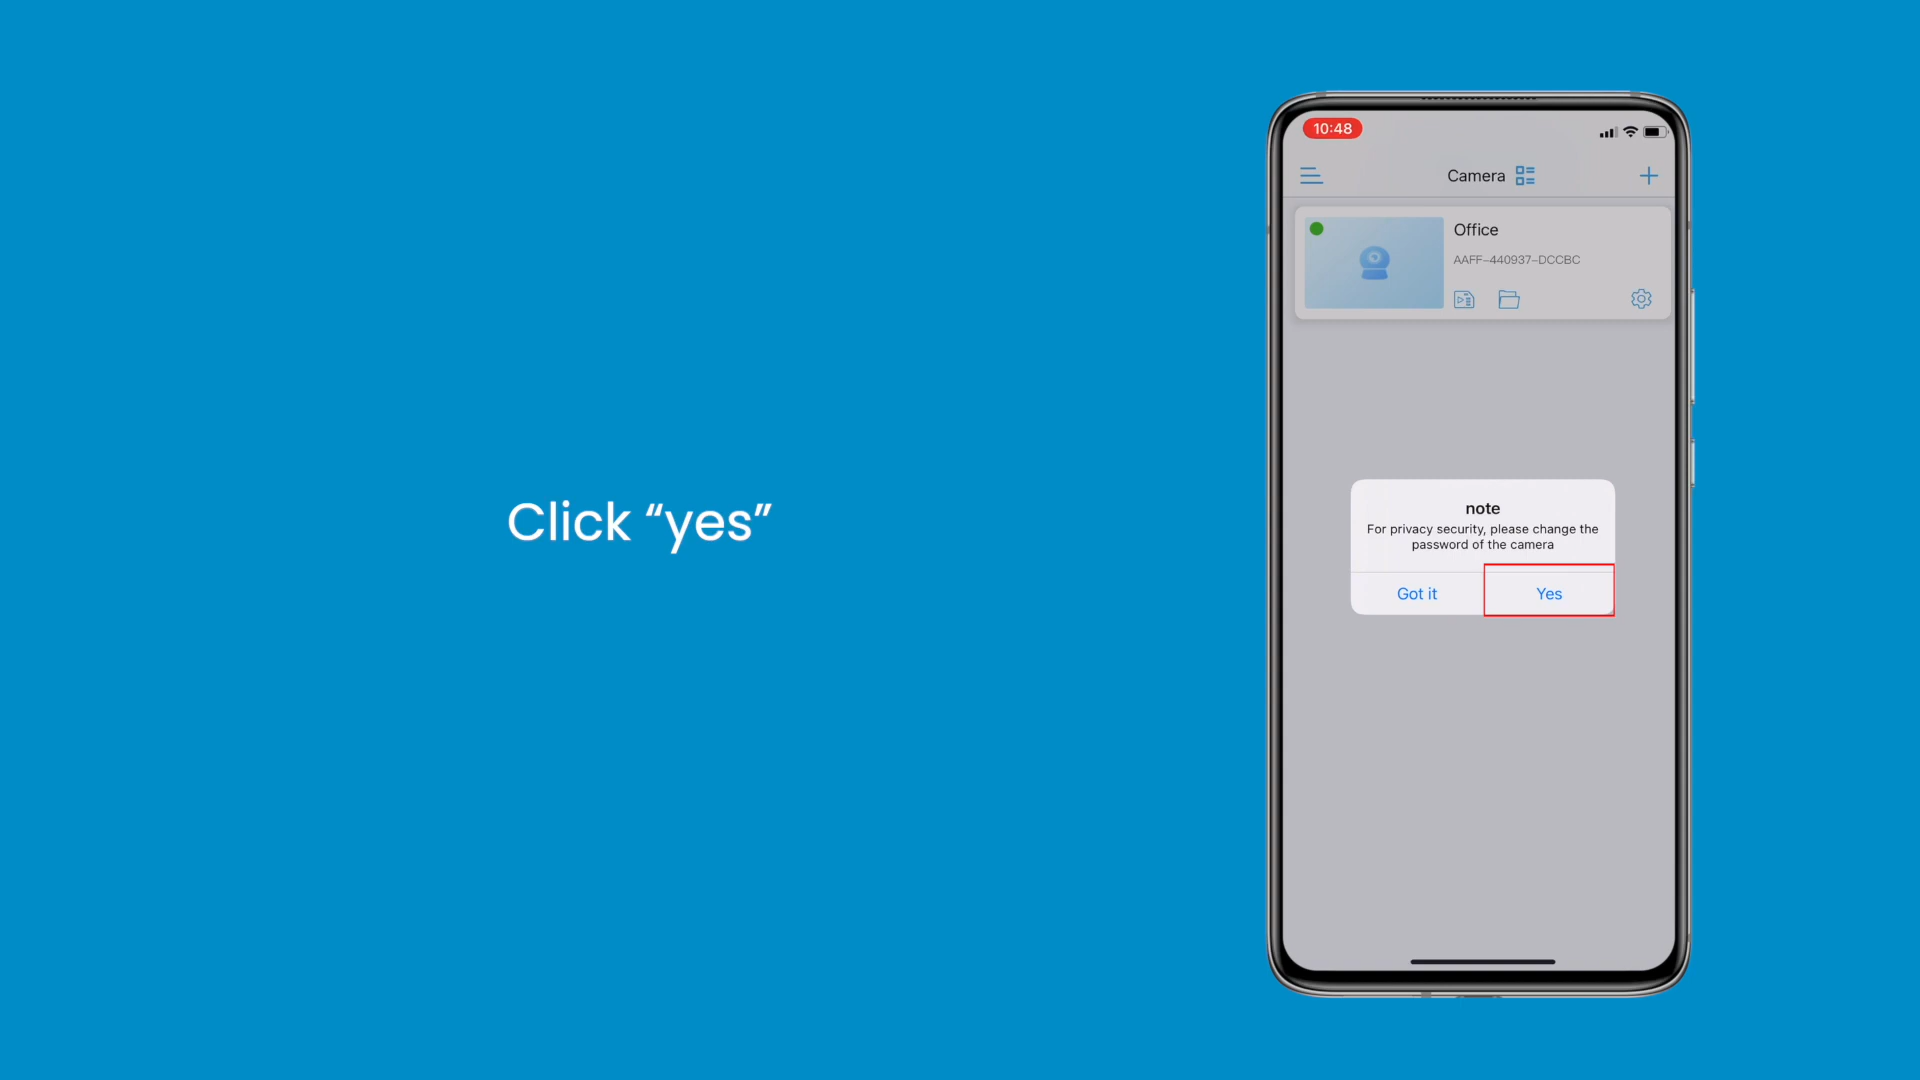 Click “yes”
10:48
Camera
Office
AAFF-440937-DCCBC
note
For privacy security, please change the
password of the camera
Got it
Yes